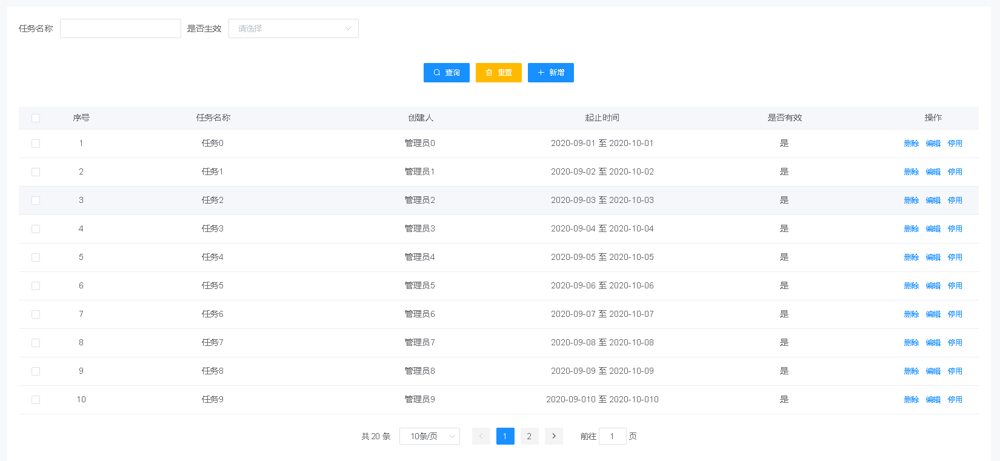 任务名称 是否生效 请选择
查询 重置 新增
序号 任务名称 创建人 起止时间 是否有效 操作
1 任务0 管理员0 2020-09-01 至 2020-10-01 是 删除 编辑 停用
2 任务1 管理员1 2020-09-02 至 2020-10-02 是 删除 编辑 停用
3 任务2 管理员2 2020-09-03 至 2020-10-03 是 删除 编辑 停用
4 任务3 管理员3 2020-09-04 至 2020-10-04 是 删除 编辑 停用
5 任务4 管理员4 2020-09-05 至 2020-10-05 是 删除 编辑 停用
6 任务5 管理员5 2020-09-06 至 2020-10-06 是 删除 编辑 停用
7 任务6 管理员6 2020-09-07 至 2020-10-07 是 删除 编辑 停用
8 任务7 管理员7 2020-09-08 至 2020-10-08 是 删除 编辑 停用
9 任务8 管理员8 2020-09-09 至 2020-10-09 是 删除 编辑 停用
10 任务9 管理员9 2020-09-010 至 2020-10-010 是 删除 编辑 停用
共 20 条 10条/页 1 2 前往 1 页